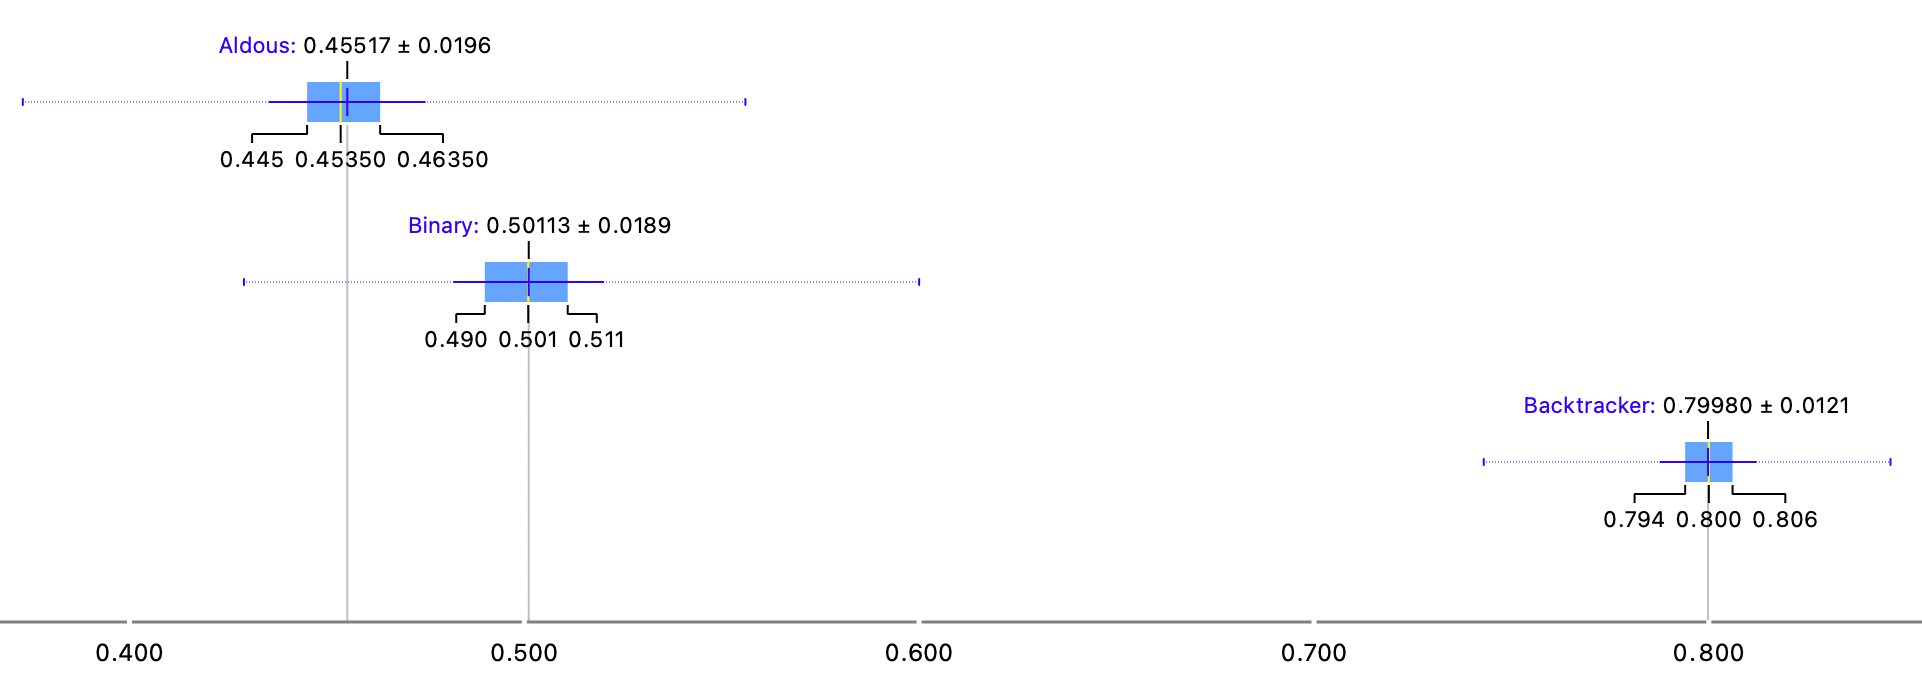 Aldous: 0.45517 ± 0.0196
0.445 0.45350 0.46350
Binary: 0.50113 ± 0.0189
0.490 0.501 0.511
Backtracker: 0.79980 ± 0.0121
0.794 0.800 0.806
0.400 0.500 0.600 0.700 0.800